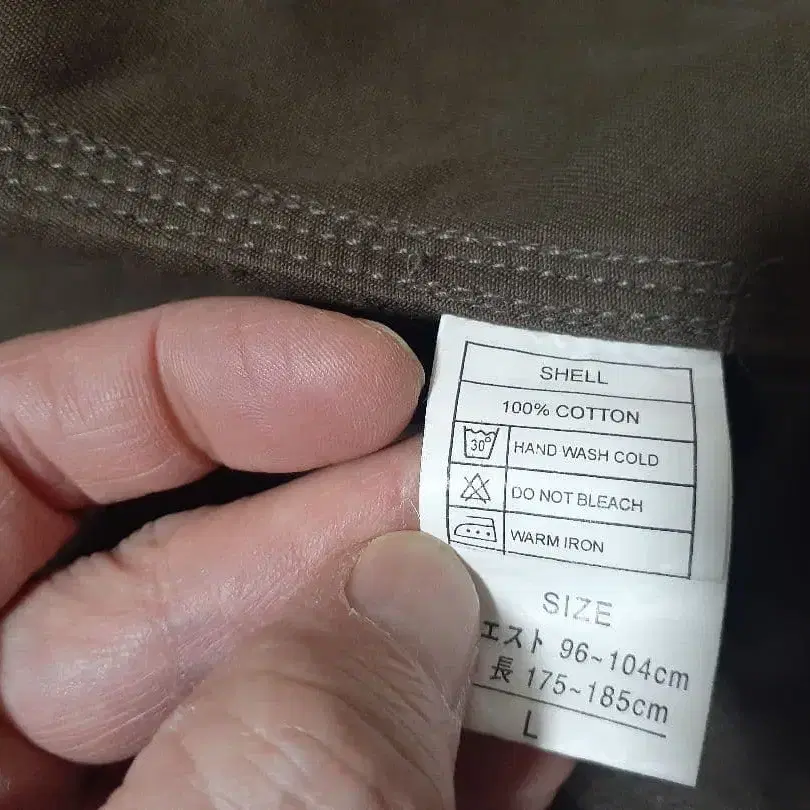 SHELL
100% COTTON
30° HAND WASH COLD
DO NOT BLEACH
WARM IRON
SIZE
エスト 96~104cm
長 175~185cm
L